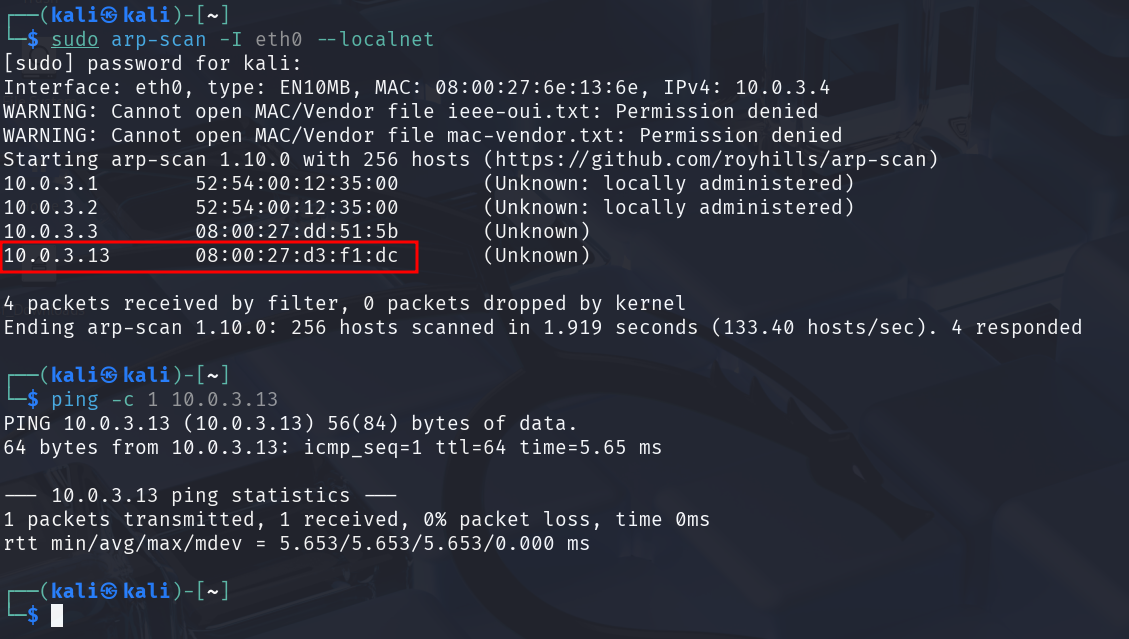 ┌──(kali㉿kali)-[~]
└─$ sudo arp-scan -I eth0 --localnet
[sudo] password for kali:
Interface: eth0, type: EN10MB, MAC: 08:00:27:6e:13:6e, IPv4: 10.0.3.4
WARNING: Cannot open MAC/Vendor file ieee-oui.txt: Permission denied
WARNING: Cannot open MAC/Vendor file mac-vendor.txt: Permission denied
Starting arp-scan 1.10.0 with 256 hosts (https://github.com/royhills/arp-scan)
10.0.3.1       52:54:00:12:35:00       (Unknown: locally administered)
10.0.3.2       52:54:00:12:35:00       (Unknown: locally administered)
10.0.3.3       08:00:27:dd:51:5b       (Unknown)
10.0.3.13       08:00:27:d3:f1:dc       (Unknown)
4 packets received by filter, 0 packets dropped by kernel
Ending arp-scan 1.10.0: 256 hosts scanned in 1.919 seconds (133.40 hosts/sec). 4 responded
┌──(kali㉿kali)-[~]
└─$ ping -c 1 10.0.3.13
PING 10.0.3.13 (10.0.3.13) 56(84) bytes of data.
64 bytes from 10.0.3.13: icmp_seq=1 ttl=64 time=5.65 ms
--- 10.0.3.13 ping statistics ---
1 packets transmitted, 1 received, 0% packet loss, time 0ms
rtt min/avg/max/mdev = 5.653/5.653/5.653/0.000 ms
┌──(kali㉿kali)-[~]
└─$